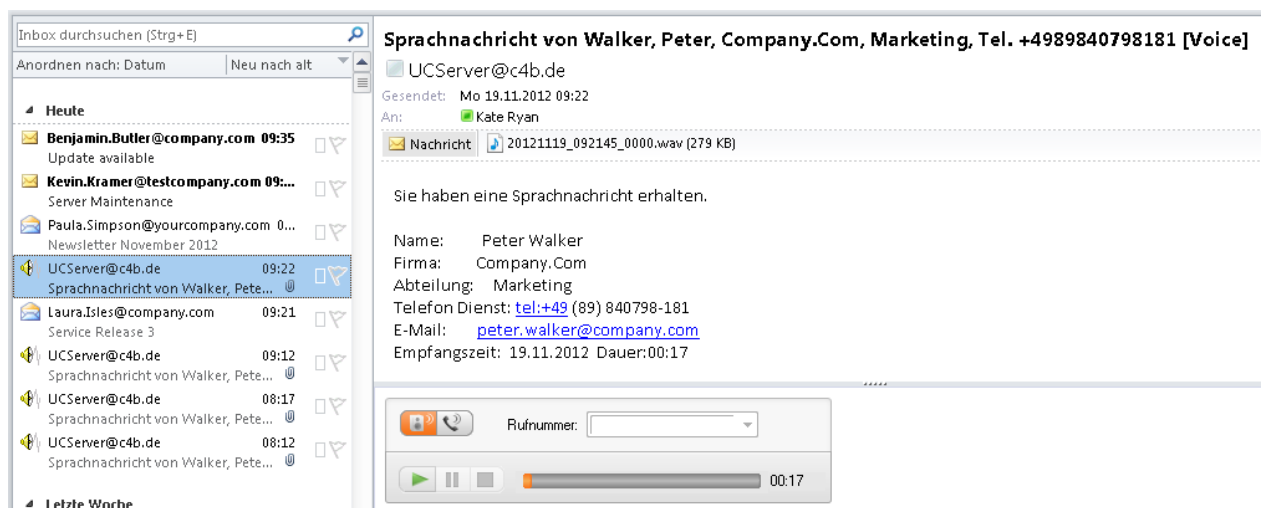 Inbox durchsuchen (Strg+E)
Anordnen nach: Datum Neu nach alt
Heute
Benjamin.Butler@company.com 09:35
Update available
Kevin.Kramer@testcompany.com 09:...
Server Maintenance
Paula.Simpson@yourcompany.com 0...
Newsletter November 2012
UCServer@c4b.de 09:22
Sprachnachricht von Walker, Pete...
Laura.Isles@company.com 09:21
Service Release 3
UCServer@c4b.de 09:12
Sprachnachricht von Walker, Pete...
UCServer@c4b.de 08:17
Sprachnachricht von Walker, Pete...
UCServer@c4b.de 08:12
Sprachnachricht von Walker, Pete...
Letzte Woche
Sprachnachricht von Walker, Peter, Company.Com, Marketing, Tel. +4989840798181 [Voice]
UCServer@c4b.de
Gesendet: Mo 19.11.2012 09:22
An: Kate Ryan
Nachricht 20121119_092145_0000.wav (279 KB)
Sie haben eine Sprachnachricht erhalten.
Name: Peter Walker
Firma: Company.Com
Abteilung: Marketing
Telefon Dienst: tel:+49 (89) 840798-181
E-Mail: peter.walker@company.com
Empfangszeit: 19.11.2012 Dauer:00:17
Rufnummer:
00:17